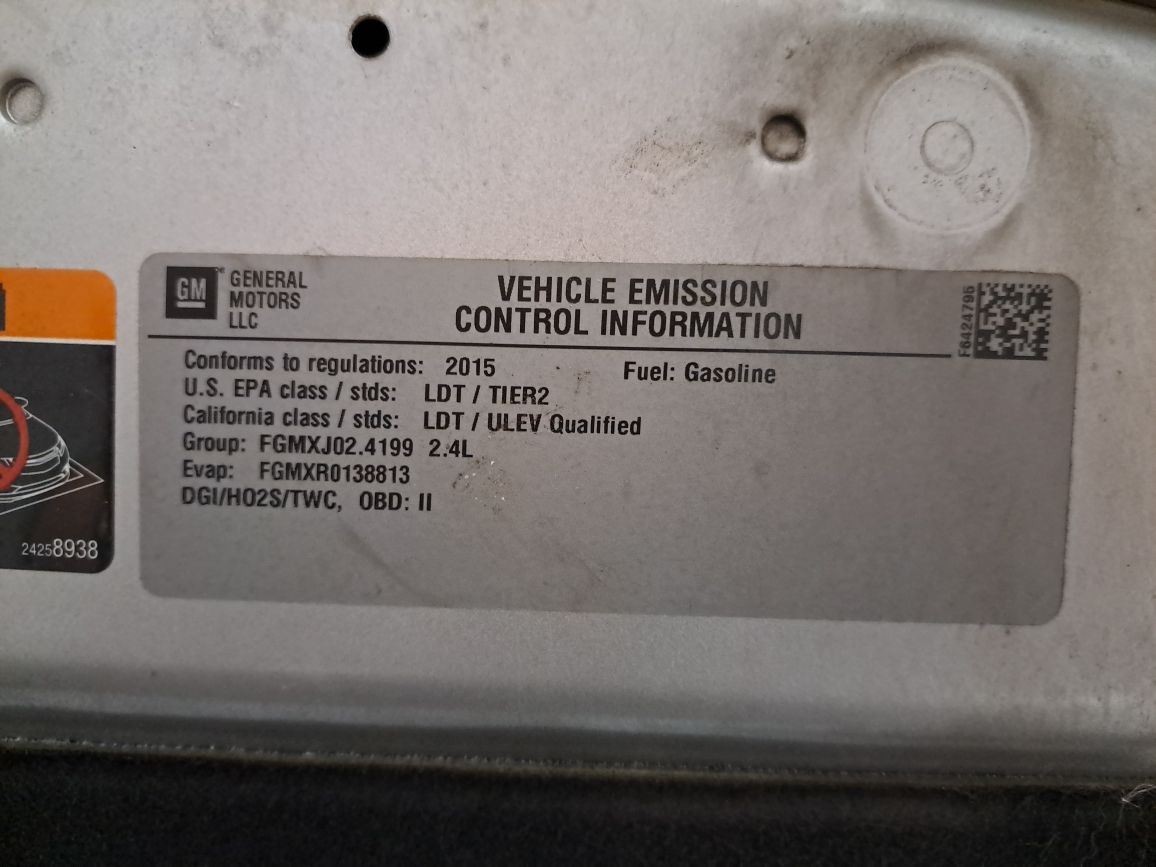 GM
GENERAL
MOTORS
LLC
VEHICLE EMISSION
CONTROL INFORMATION
F6424795
Conforms to regulations: 2015 Fuel: Gasoline
U.S. EPA class / stds: LDT / TIER2
California class / stds: LDT / ULEV Qualified
Group: FGMXJ02.4199 2.4L
Evap: FGMXR0138813
DGI/HO2S/TWC, OBD: II
24258938